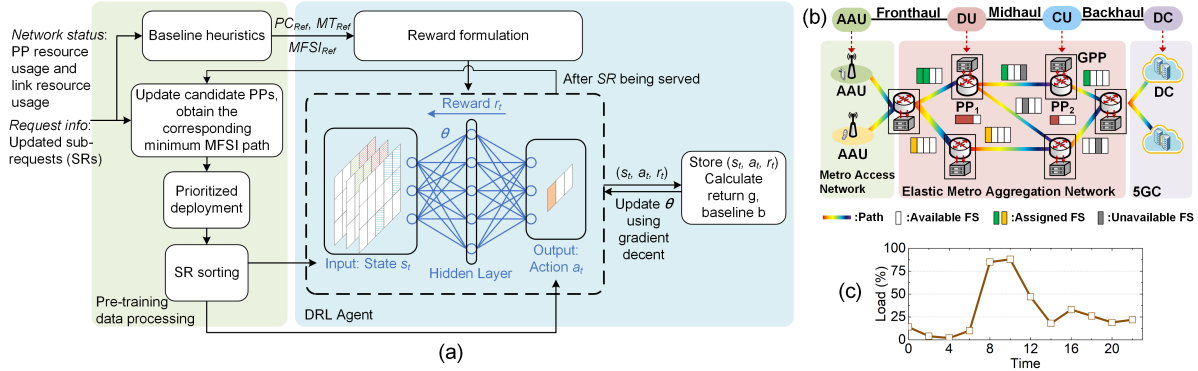 Network status:
PP resource
usage and
link resource
usage
Request info:
Updated sub-
requests (SRs)
Baseline heuristics
PC_Ref, MT_Ref
MFSI_Ref
Reward formulation
Update candidate PPs,
obtain the
corresponding
minimum MFSI path
Prioritized
deployment
SR sorting
Pre-training
data processing
After SR being served
Reward r_t
θ
Input: State s_t
Hidden Layer
Output:
Action a_t
DRL Agent
(s_t, a_t, r_t)
Update θ
using
gradient
decent
Store (s_t, a_t, r_t)
Calculate
return g,
baseline b
(a)
(b)
AAU
Fronthaul
DU
Midhaul
CU
Backhaul
DC
GPP
AAU
PP1
PP2
DC
AAU
DC
Metro Access
Network
Elastic Metro Aggregation Network
5GC
:Path
:Available FS
:Assigned FS
:Unavailable FS
(c)
Load (%)
100
75
50
25
0
0
4
8
12
16
20
Time